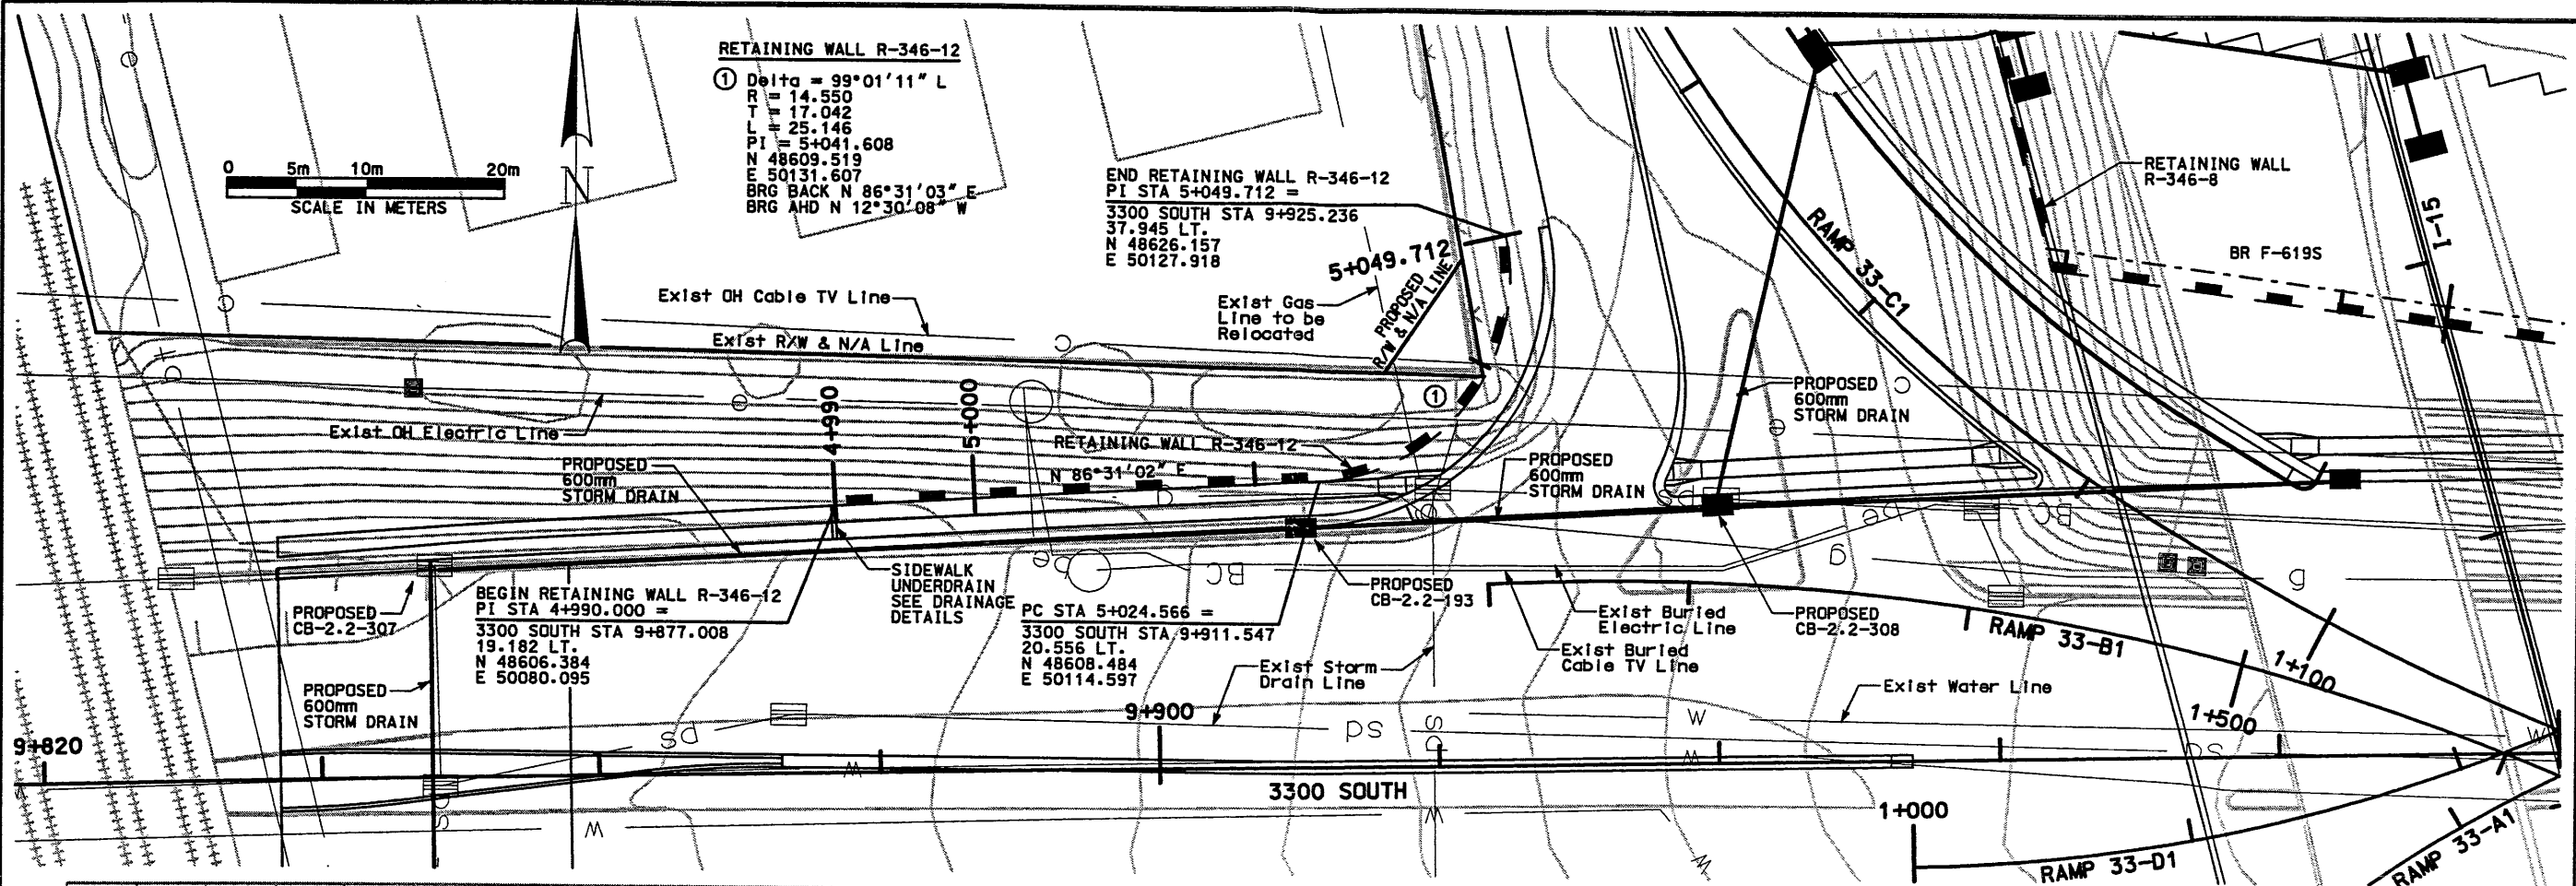 RETAINING WALL R-346-12
① Delta = 99°01'11" L
R = 14.550
T = 17.042
L = 25.146
PI = 5+041.608
N 48609.519
E 50131.607
BRG BACK N 86°31'03" E
BRG AHD N 12°30'08" W
0 5m 10m 20m
SCALE IN METERS
N
END RETAINING WALL R-346-12
PI STA 5+049.712 =
3300 SOUTH STA 9+925.236
37.945 LT.
N 48626.157
E 50127.918
5+049.712
PROPOSED
R/W & N/A LINE
Exist Gas
Line to be
Relocated
RETAINING WALL
R-346-8
I-15
BR F-619S
RAMP 33-C1
Exist OH Cable TV Line
Exist R/W & N/A Line
Exist OH Electric Line
4+990
5+000
①
RETAINING WALL R-346-12
N 86°31'02" E
PROPOSED
600mm
STORM DRAIN
PROPOSED
600mm
STORM DRAIN
PROPOSED
600mm
STORM DRAIN
SIDEWALK
UNDERDRAIN
SEE DRAINAGE
DETAILS
PROPOSED
CB-2.2-307
BEGIN RETAINING WALL R-346-12
PI STA 4+990.000 =
3300 SOUTH STA 9+877.008
19.182 LT.
N 48606.384
E 50080.095
PC STA 5+024.566 =
3300 SOUTH STA 9+911.547
20.556 LT.
N 48608.484
E 50114.597
PROPOSED
CB-2.2-193
Exist Buried
Electric Line
Exist Buried
Cable TV Line
PROPOSED
CB-2.2-308
RAMP 33-B1
1+100
1+500
Exist Storm
Drain Line
Exist Water Line
PROPOSED
600mm
STORM DRAIN
9+820
9+900
3300 SOUTH
1+000
RAMP 33-D1
RAMP 33-A1